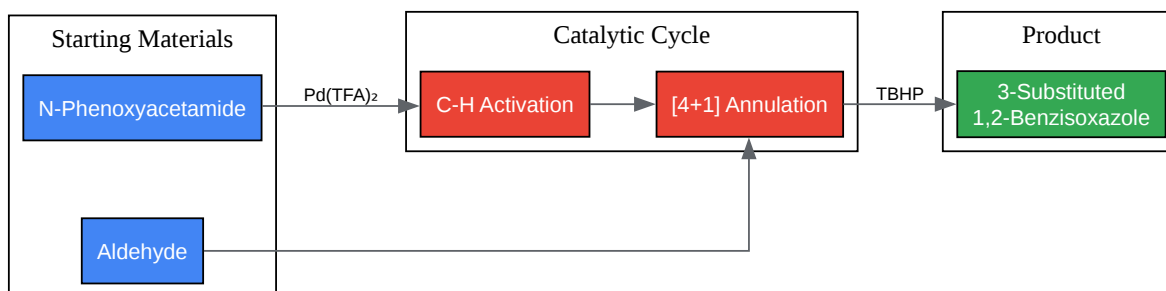 Starting Materials
N-Phenoxyacetamide
Aldehyde
Pd(TFA)₂
Catalytic Cycle
C-H Activation
[4+1] Annulation
TBHP
Product
3-Substituted
1,2-Benzisoxazole